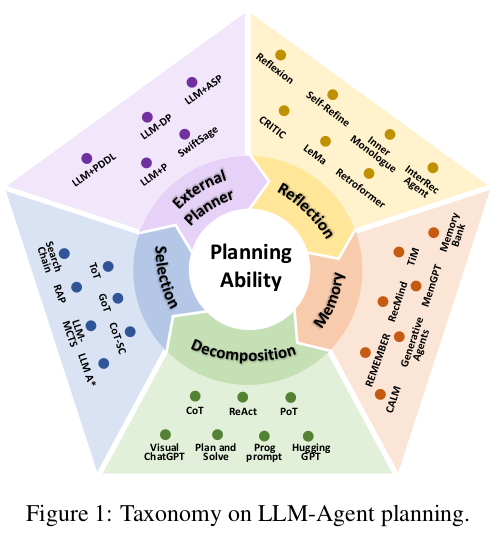 LLM+ASP
LLM-DP
SwiftSage
LLM+PDDL
LLM+P
External
Planner
Reflexion
Self-Refine
CRITIC
Inner
Monologue
LeMa
InterRec
Agent
Retroformer
Reflection
Planning
Ability
Search
Chain
ToT
RAP
GoT
LLM-
MCTS
CoT-SC
LLM A*
Selection
Memory
Bank
TiM
MemGPT
RecMind
Generative
Agents
REMEMBER
CALM
Memory
Decomposition
CoT
ReAct
PoT
Visual
ChatGPT
Plan and
Solve
Prog
prompt
Hugging
GPT
Figure 1: Taxonomy on LLM-Agent planning.